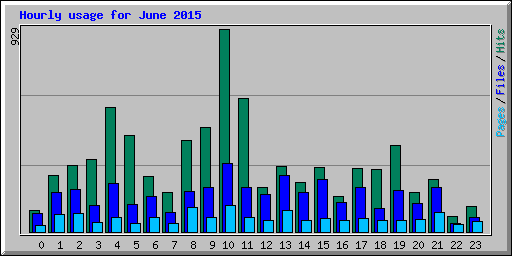 Hourly usage for June 2015
929
Pages/Files/Hits
0 1 2 3 4 5 6 7 8 9 10 11 12 13 14 15 16 17 18 19 20 21 22 23